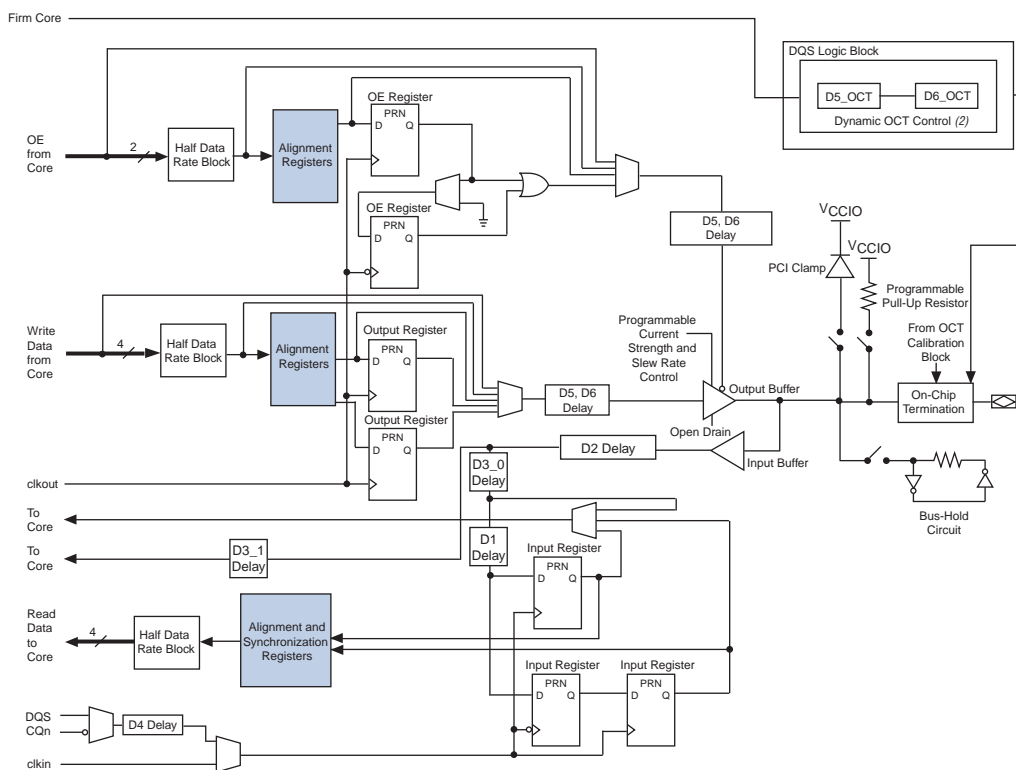 Firm Core
DQS Logic Block
D5_OCT
D6_OCT
Dynamic OCT Control (2)
OE
from
Core
2
Half Data
Rate Block
Alignment
Registers
OE Register
PRN
D
Q
OE Register
PRN
D
Q
D5, D6
Delay
VCCIO
VCCIO
PCI Clamp
Programmable
Pull-Up Resistor
From OCT
Calibration
Block
On-Chip
Termination
Write
Data
from
Core
4
Half Data
Rate Block
Alignment
Registers
Output Register
PRN
D
Q
Output Register
PRN
D
Q
D5, D6
Delay
Programmable
Current
Strength and
Slew Rate
Control
Output Buffer
Open Drain
Input Buffer
D2 Delay
Bus-Hold
Circuit
clkout
D3_0
Delay
To
Core
D1
Delay
To
Core
D3_1
Delay
Input Register
PRN
D
Q
Read
Data
to
Core
4
Half Data
Rate Block
Alignment and
Synchronization
Registers
Input Register
PRN
D
Q
Input Register
PRN
D
Q
DQS
CQn
D4 Delay
clkin